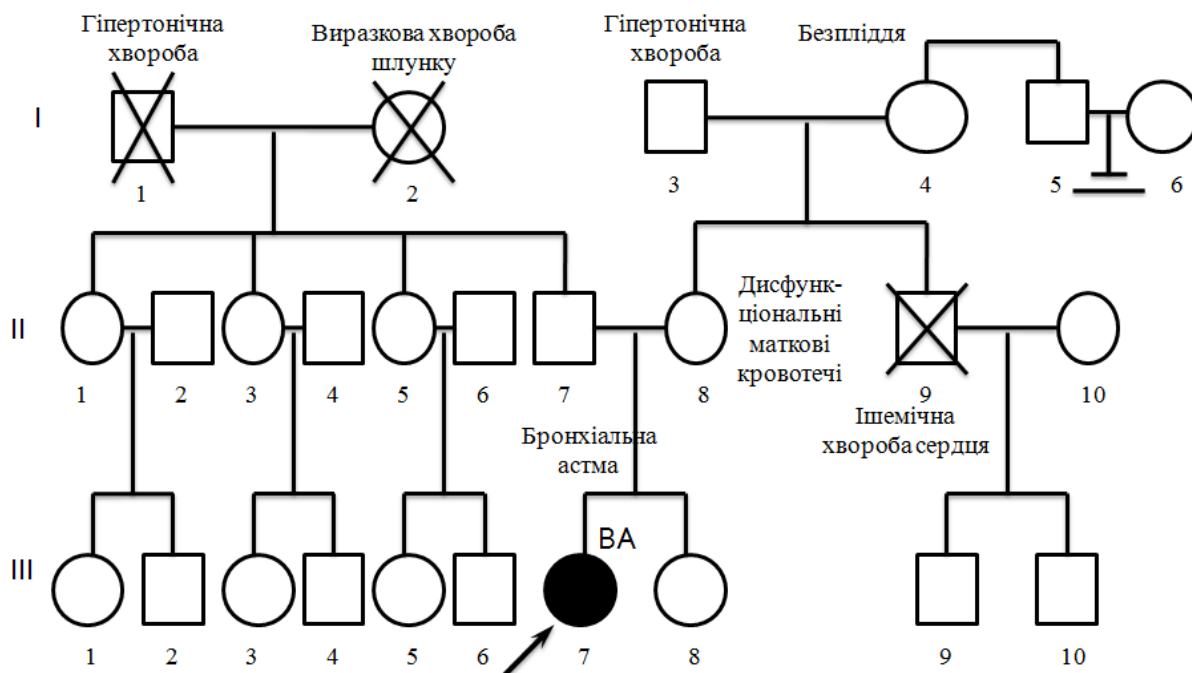 Гіпертонічна
хвороба
Виразкова хвороба
шлунку
Гіпертонічна
хвороба
Безпліддя
I
1
2
3
4
5
6
II
Дисфунк-
ціональні
маткові
кровотечі
1
2
3
4
5
6
7
8
9
10
Бронхіальна
астма
Ішемічна
хвороба серця
BA
III
1
2
3
4
5
6
7
8
9
10